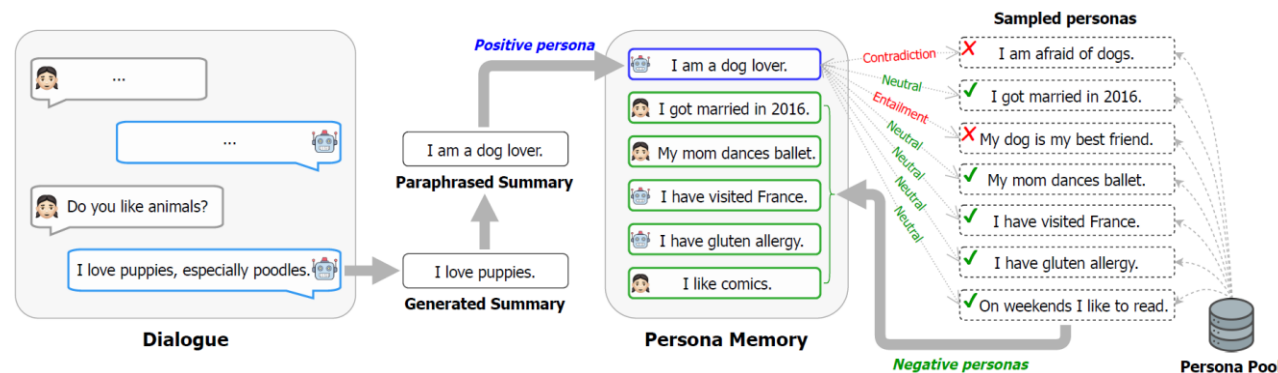 ...
...
Do you like animals?
I love puppies, especially poodles.
Dialogue
Positive persona
I am a dog lover.
Paraphrased Summary
I love puppies.
Generated Summary
I am a dog lover.
I got married in 2016.
My mom dances ballet.
I have visited France.
I have gluten allergy.
I like comics.
Persona Memory
Contradiction
Neutral
Entailment
Neutral
Neutral
Neutral
Neutral
Sampled personas
I am afraid of dogs.
I got married in 2016.
My dog is my best friend.
My mom dances ballet.
I have visited France.
I have gluten allergy.
On weekends I like to read.
Negative personas
Persona Pool